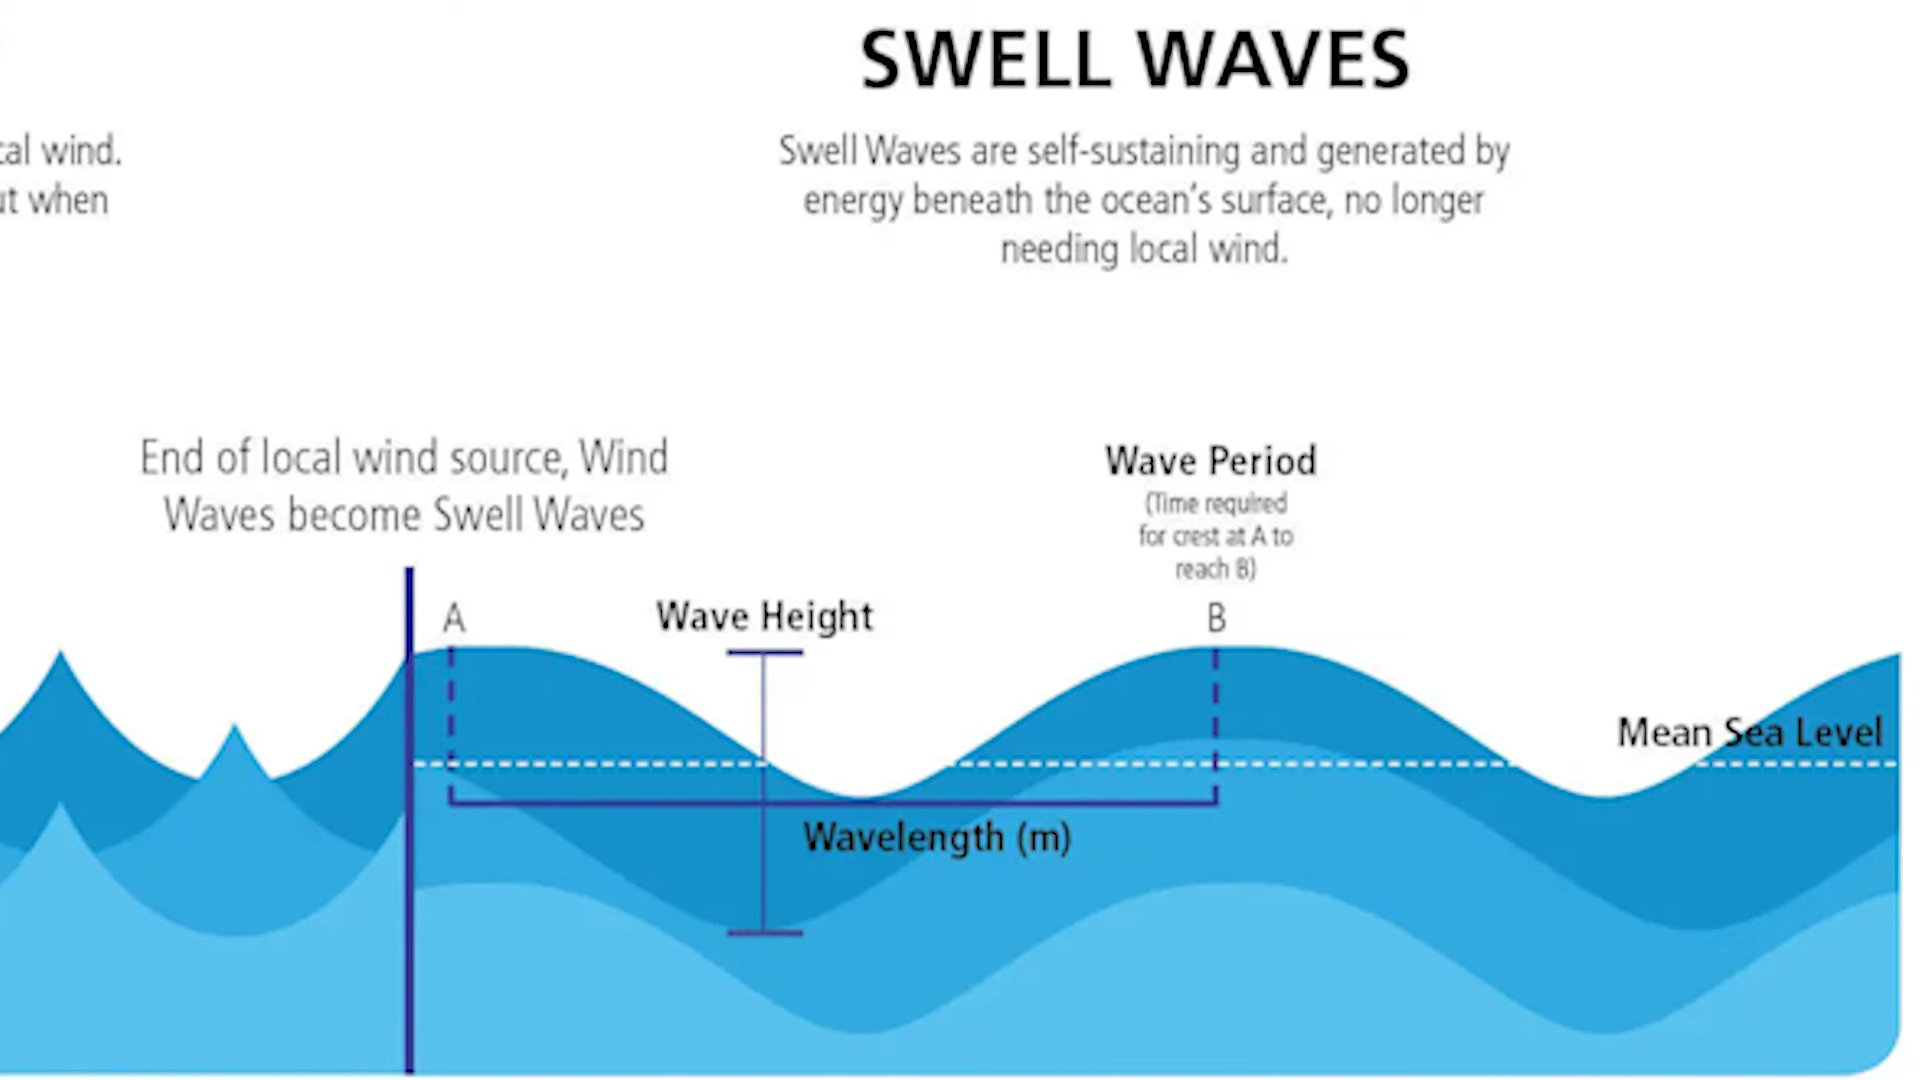 SWELL WAVES
cal wind.
ut when
Swell Waves are self-sustaining and generated by
energy beneath the ocean's surface, no longer
needing local wind.
End of local wind source, Wind
Waves become Swell Waves
Wave Period
(Time required
for crest at A to
reach B)
A
Wave Height
B
Mean Sea Level
Wavelength (m)